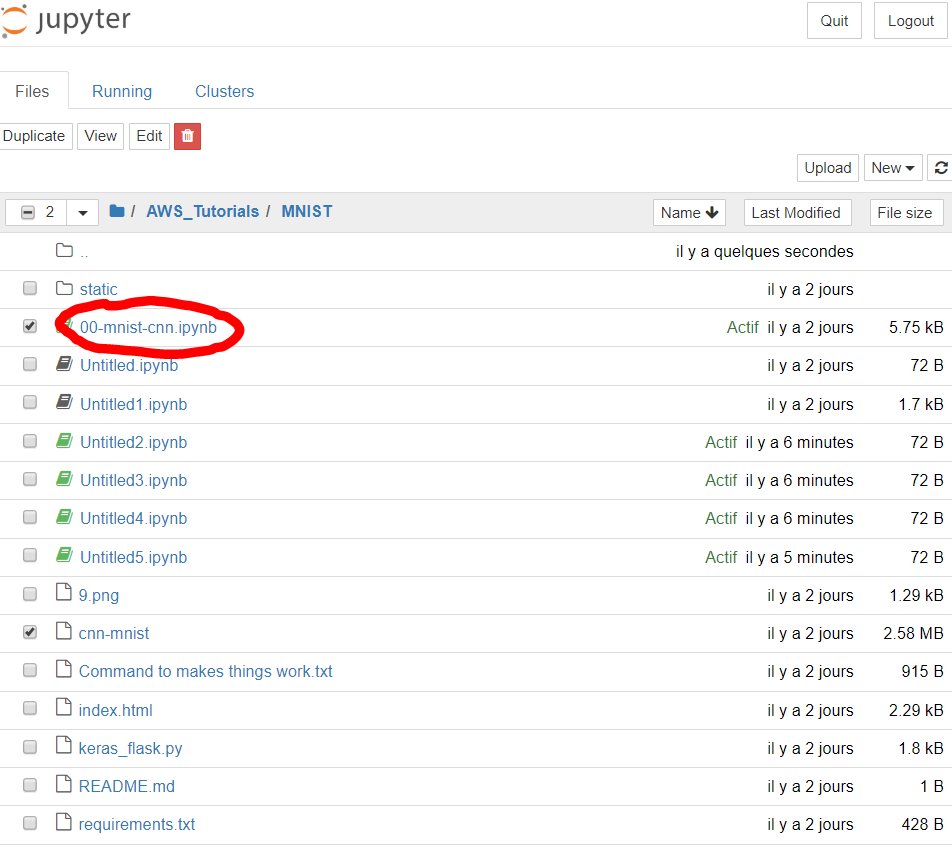 jupyter Quit Logout
Files Running Clusters
Duplicate View Edit
Upload New
2 / AWS_Tutorials / MNIST Name Last Modified File size
.. il y a quelques secondes
static il y a 2 jours
00-mnist-cnn.ipynb Actif il y a 2 jours 5.75 kB
Untitled.ipynb il y a 2 jours 72 B
Untitled1.ipynb il y a 2 jours 1.7 kB
Untitled2.ipynb Actif il y a 6 minutes 72 B
Untitled3.ipynb Actif il y a 6 minutes 72 B
Untitled4.ipynb Actif il y a 6 minutes 72 B
Untitled5.ipynb Actif il y a 5 minutes 72 B
9.png il y a 2 jours 1.29 kB
cnn-mnist il y a 2 jours 2.58 MB
Command to makes things work.txt il y a 2 jours 915 B
index.html il y a 2 jours 2.29 kB
keras_flask.py il y a 2 jours 1.8 kB
README.md il y a 2 jours 1 B
requirements.txt il y a 2 jours 428 B